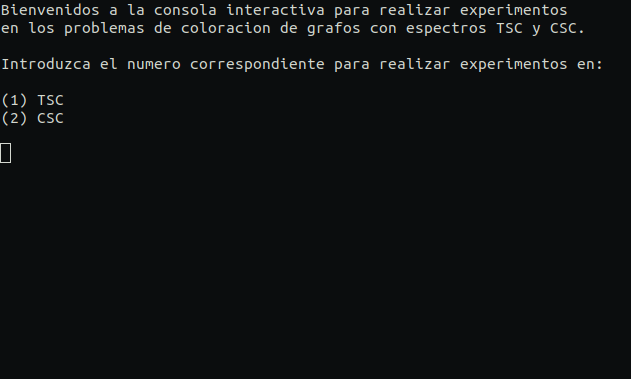 Bienvenidos a la consola interactiva para realizar experimentos
en los problemas de coloracion de grafos con espectros TSC y CSC.
Introduzca el numero correspondiente para realizar experimentos en:
(1) TSC
(2) CSC